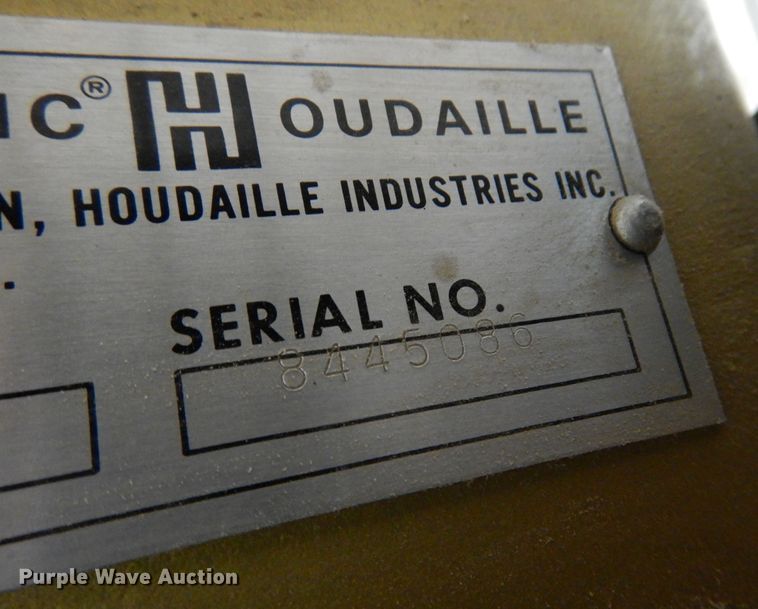 IC® H OUDAILLE
N, HOUDAILLE INDUSTRIES INC.
.
SERIAL NO.
8445086
Purple Wave Auction